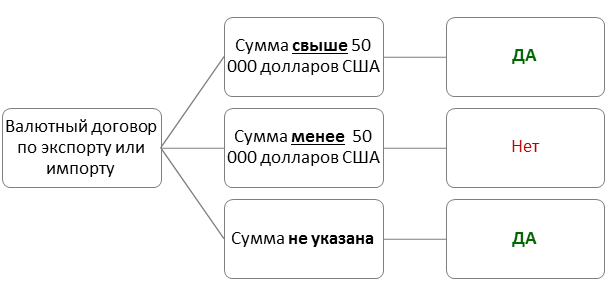 Сумма свыше 50
000 долларов США
ДА
Валютный договор
по экспорту или
импорту
Сумма менее 50
000 долларов США
Нет
Сумма не указана
ДА